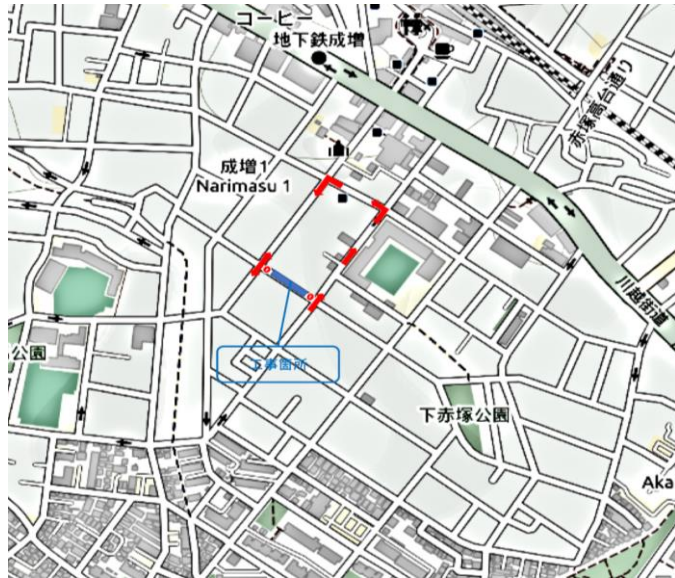 コーヒー
地下鉄成増
赤塚高台通り
成増1
Narimasu 1
川越街道
公園
工事箇所
下赤塚公園
Aka